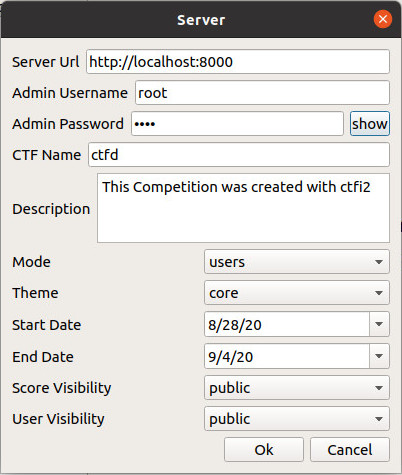 Server
Server Url http://localhost:8000
Admin Username root
Admin Password •••• show
CTF Name ctfd
Description This Competition was created with ctfi2
Mode users
Theme core
Start Date 8/28/20
End Date 9/4/20
Score Visibility public
User Visibility public
Ok Cancel